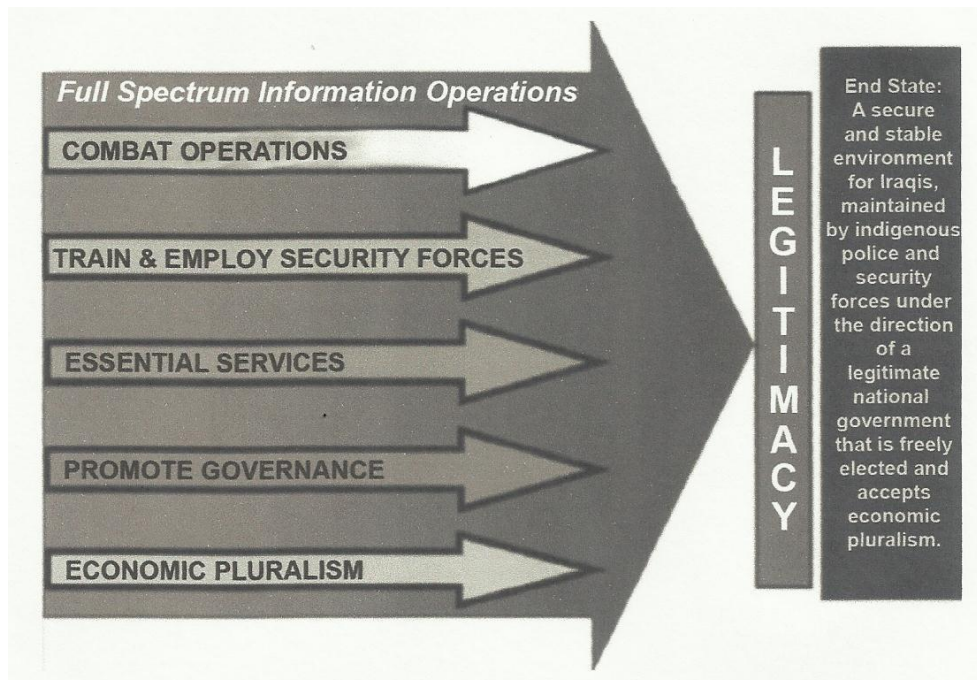 Full Spectrum Information Operations
COMBAT OPERATIONS
TRAIN & EMPLOY SECURITY FORCES
ESSENTIAL SERVICES
PROMOTE GOVERNANCE
ECONOMIC PLURALISM
LEGITIMACY
End State:
A secure
and stable
environment
for Iraqis,
maintained
by indigenous
police and
security
forces under
the direction
of a
legitimate
national
government
that is freely
elected and
accepts
economic
pluralism.